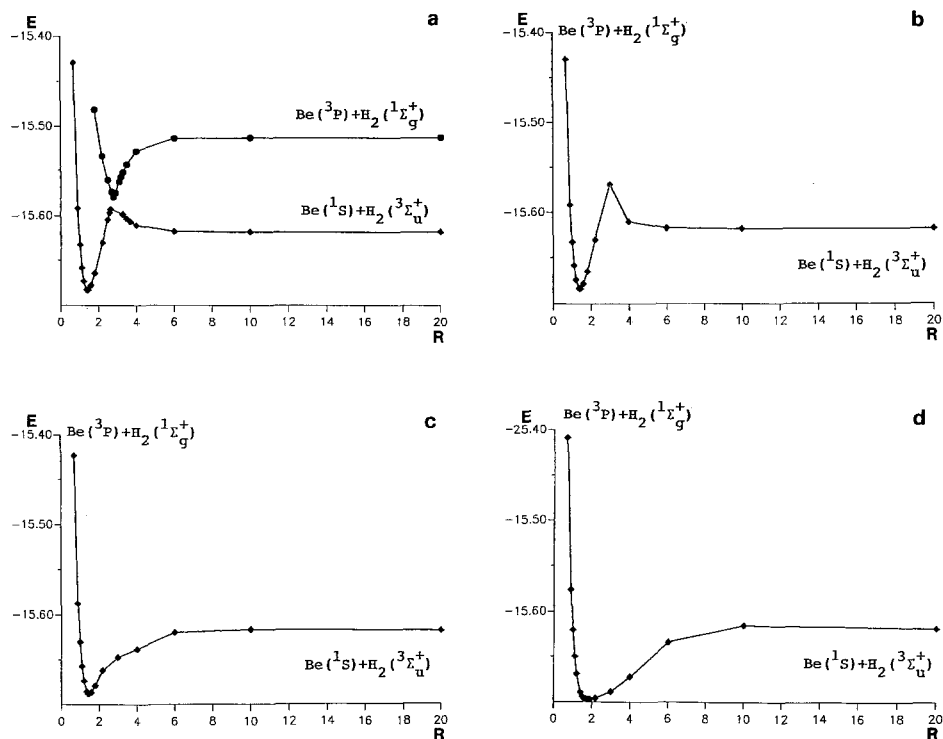 E a
-15.40
-15.50
-15.60
Be(³P)+H₂(¹Σg⁺)
Be(¹S)+H₂(³Σu⁺)
0 2 4 6 8 10 12 14 16 18 20
R
E Be(³P)+H₂(¹Σg⁺) b
-15.40
-15.50
-15.60
Be(¹S)+H₂(³Σu⁺)
0 2 4 6 8 10 12 14 16 18 20
R
E c
-15.40 Be(³P)+H₂(¹Σg⁺)
-15.50
-15.60
Be(¹S)+H₂(³Σu⁺)
0 2 4 6 8 10 12 14 16 18 20
R
E Be(³P)+H₂(¹Σg⁺) d
-25.40
-15.50
-15.60
Be(¹S)+H₂(³Σu⁺)
0 2 4 6 8 10 12 14 16 18 20
R